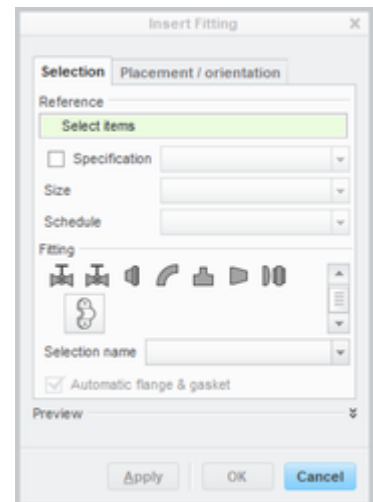 Insert Fitting
Selection Placement / orientation
Reference
Select items
Specification
Size
Schedule
Fitting
Selection name
Automatic flange & gasket
Preview
Apply OK Cancel